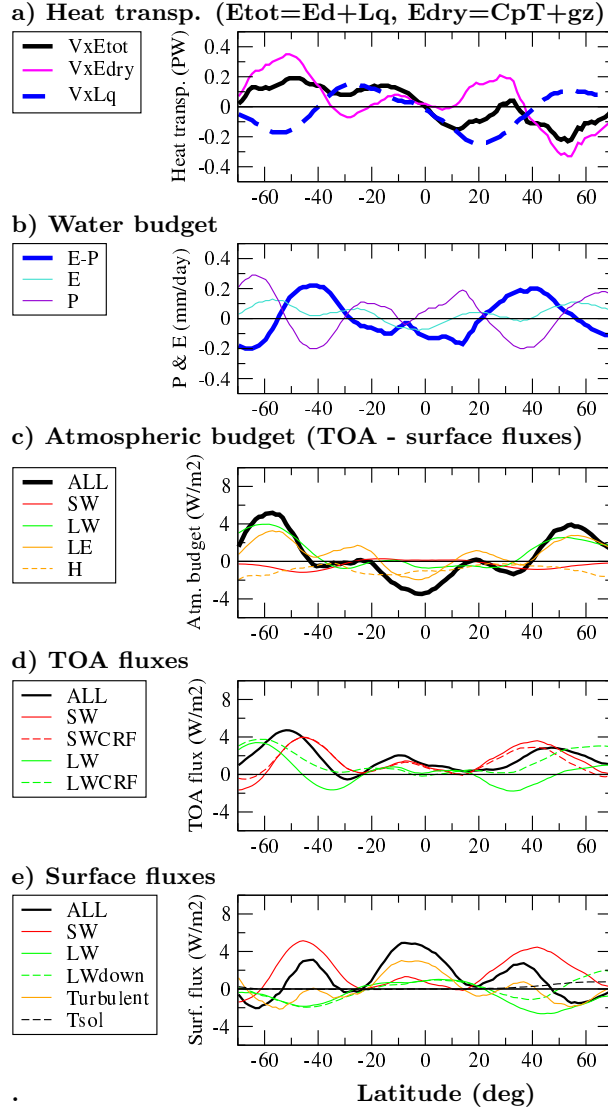 a) Heat transp. (Etot=Ed+Lq, Edry=CpT+gz)
VxEtot
VxEdry
VxLq
Heat transp. (PW)
0.4
0.2
0
-0.2
-0.4
-60 -40 -20 0 20 40 60
b) Water budget
E-P
E
P
P & E (mm/day)
0.4
0.2
0
-0.2
-0.4
-60 -40 -20 0 20 40 60
c) Atmospheric budget (TOA - surface fluxes)
ALL
SW
LW
LE
H
Atm. budget (W/m2)
8
4
0
-4
-60 -40 -20 0 20 40 60
d) TOA fluxes
ALL
SW
SWCRF
LW
LWCRF
TOA flux (W/m2)
8
4
0
-4
-60 -40 -20 0 20 40 60
e) Surface fluxes
ALL
SW
LW
LWdown
Turbulent
Tsol
Surf. flux (W/m2)
8
4
0
-4
-60 -40 -20 0 20 40 60
. Latitude (deg)